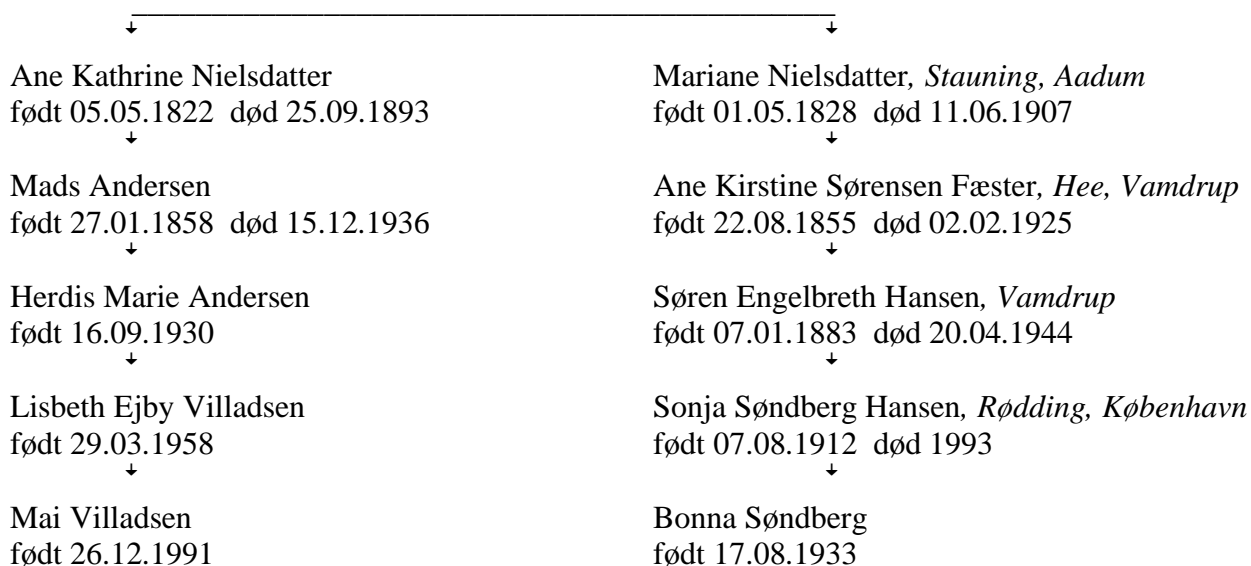 Ane Kathrine Nielsdatter
født 05.05.1822 død 25.09.1893
Mads Andersen
født 27.01.1858 død 15.12.1936
Herdis Marie Andersen
født 16.09.1930
Lisbeth Ejby Villadsen
født 29.03.1958
Mai Villadsen
født 26.12.1991
Mariane Nielsdatter, Stauning, Aadum
født 01.05.1828 død 11.06.1907
Ane Kirstine Sørensen Fæster, Hee, Vamdrup
født 22.08.1855 død 02.02.1925
Søren Engelbreth Hansen, Vamdrup
født 07.01.1883 død 20.04.1944
Sonja Søndberg Hansen, Rødding, København
født 07.08.1912 død 1993
Bonna Søndberg
født 17.08.1933